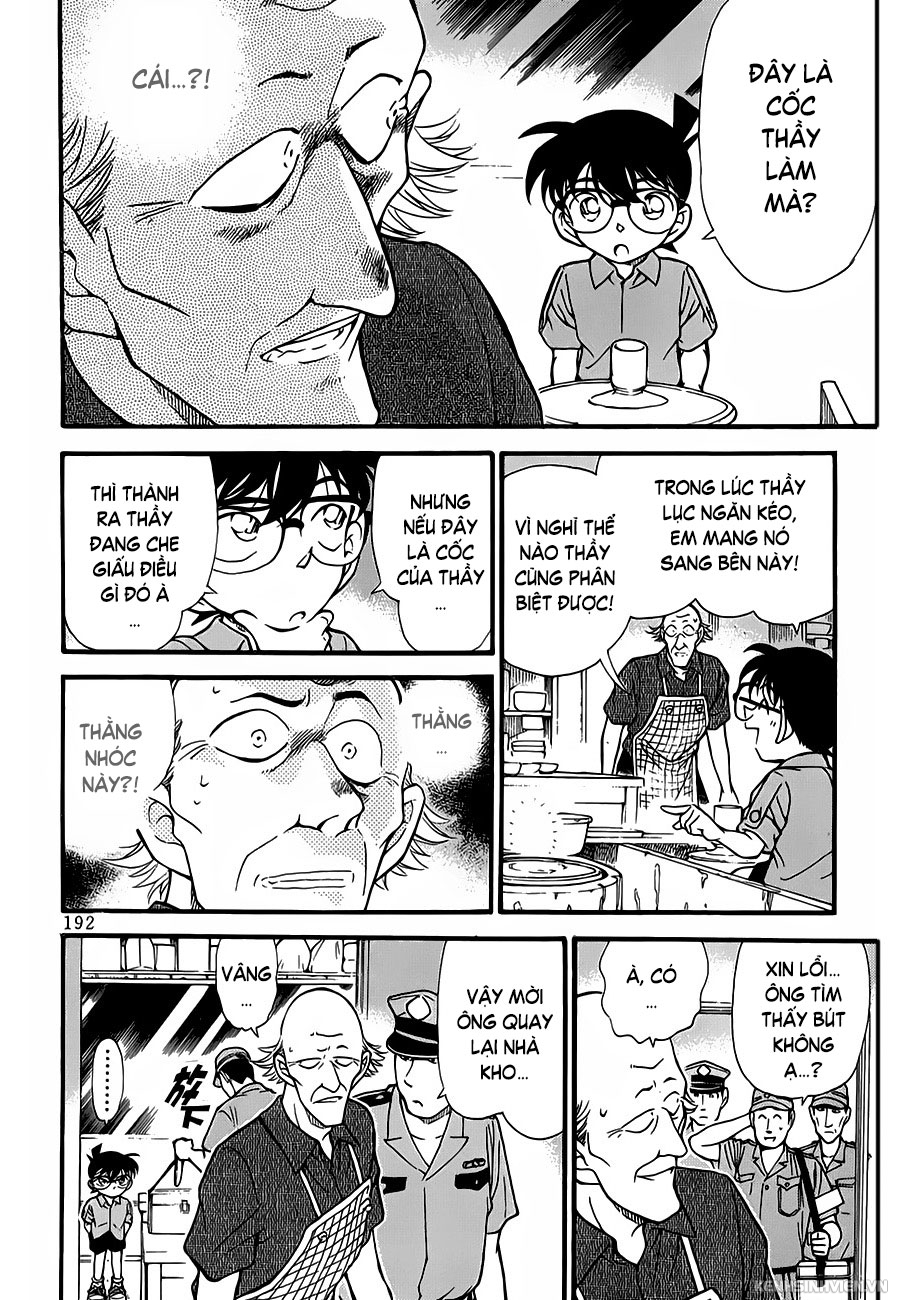 ĐÂY LÀ
CỐC
THẦY
LÀM
MÀ?
CÁI...?!
TRONG LÚC THẦY
LỤC NGĂN KÉO,
EM MANG NÓ
SANG BÊN NÀY!
VÌ NGHĨ THẾ
NÀO THẦY
CŨNG PHÂN
BIỆT ĐƯỢC!
NHƯNG
NẾU ĐÂY
LÀ CỐC
CỦA THẦY
...
THÌ THÀNH
RA THẦY
ĐANG CHE
GIẤU ĐIỀU
GÌ ĐÓ À
...
THẰNG
...
THẰNG
NHÓC
NÀY?!
192
XIN LỖI...
ÔNG TÌM
THẤY BÚT
KHÔNG
Ạ...?
À, CÓ
...
VẬY MỜI
ÔNG QUAY
LẠI NHÀ
KHO...
VÂNG
...